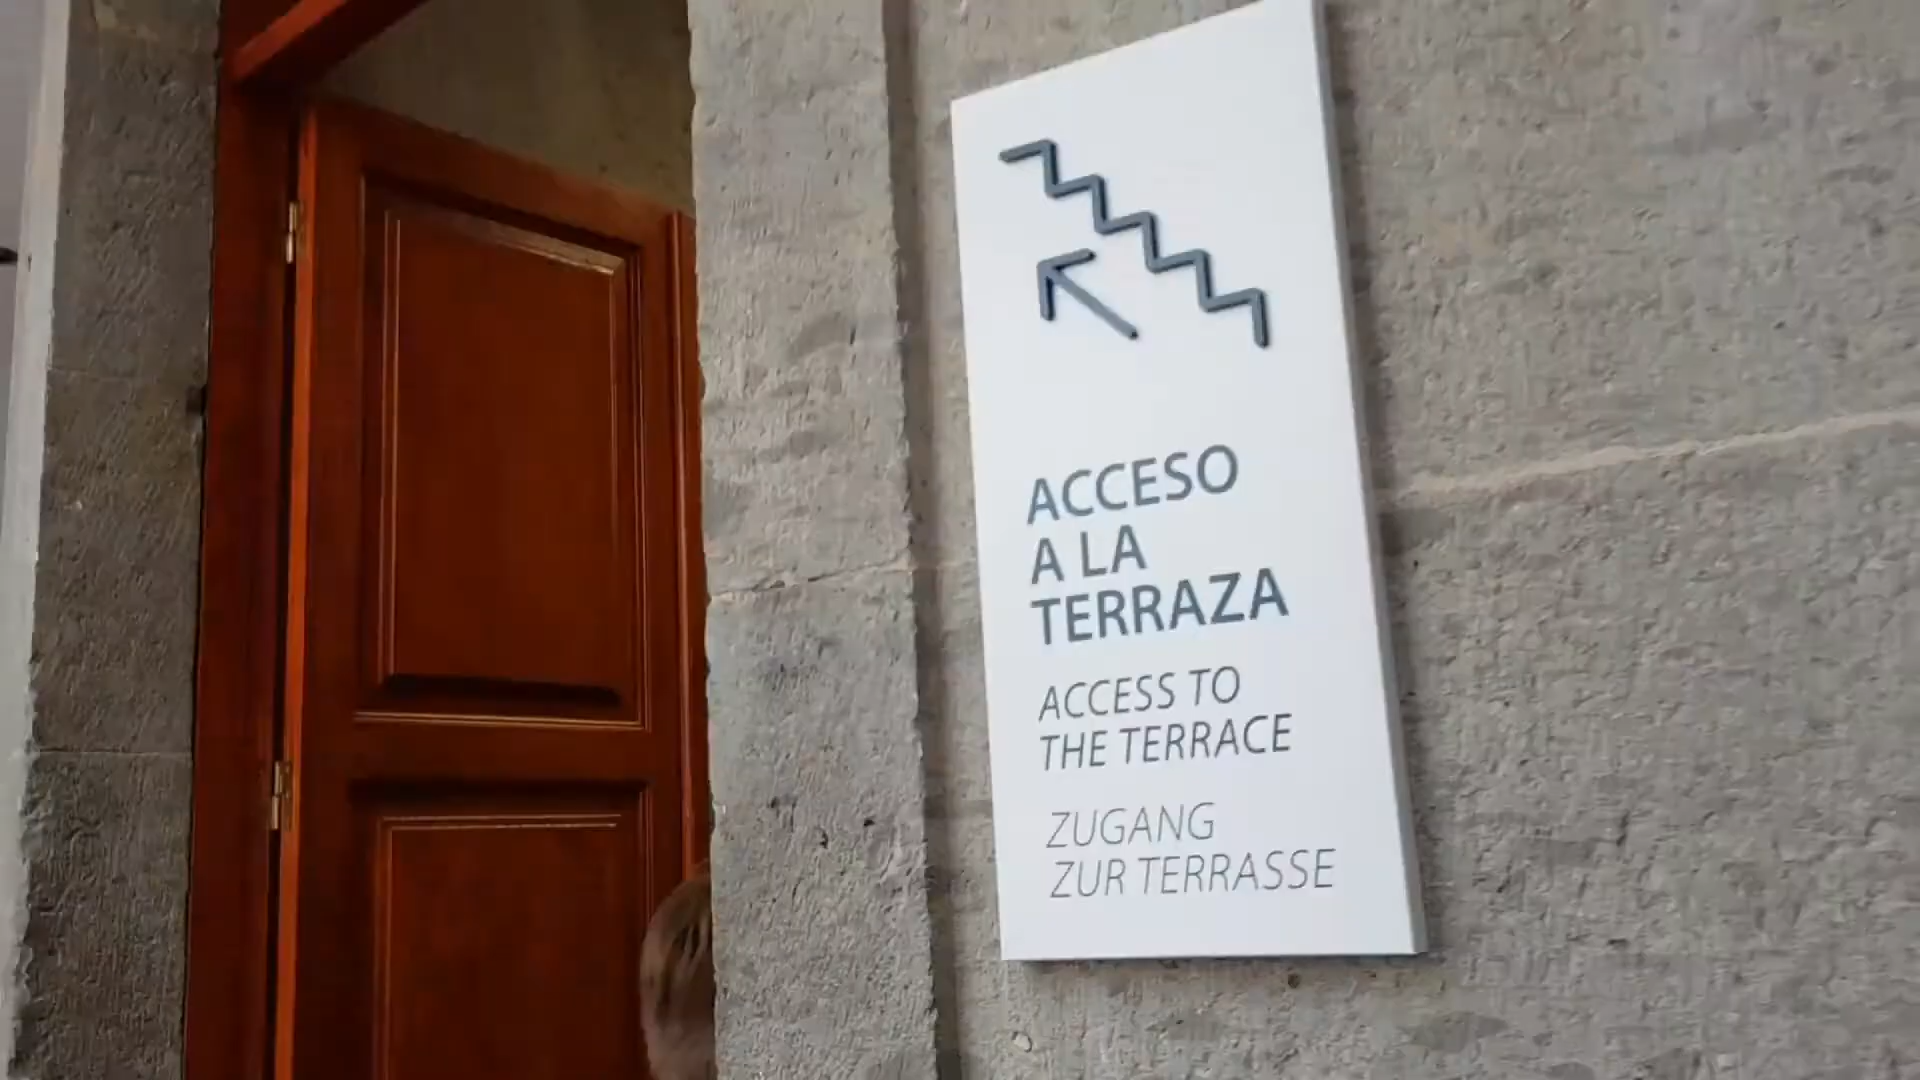 ACCESO
A LA
TERRAZA
ACCESS TO
THE TERRACE
ZUGANG
ZUR TERRASSE